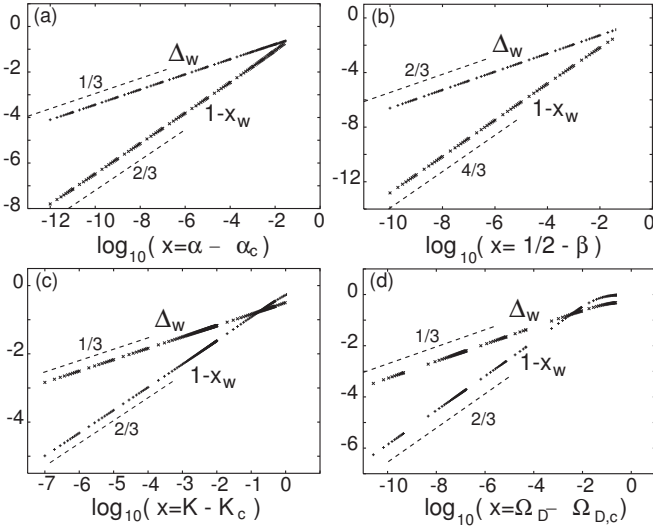 (a)
0
-2
-4
-6
-8
1/3
Δw
1-xw
2/3
-12 -10 -8 -6 -4 -2 0
log10( x=α - αc)
(b)
0
-4
-8
-12
2/3
Δw
1-xw
4/3
-10 -8 -6 -4 -2 0
log10( x= 1/2 - β)
(c)
0
-2
-4
1/3
Δw
1-xw
2/3
-7 -6 -5 -4 -3 -2 -1 0 1
log10( x=K - Kc)
(d)
0
-2
-4
-6
1/3
Δw
1-xw
2/3
-10 -8 -6 -4 -2 0
log10 (x=ΩD- ΩD,c)